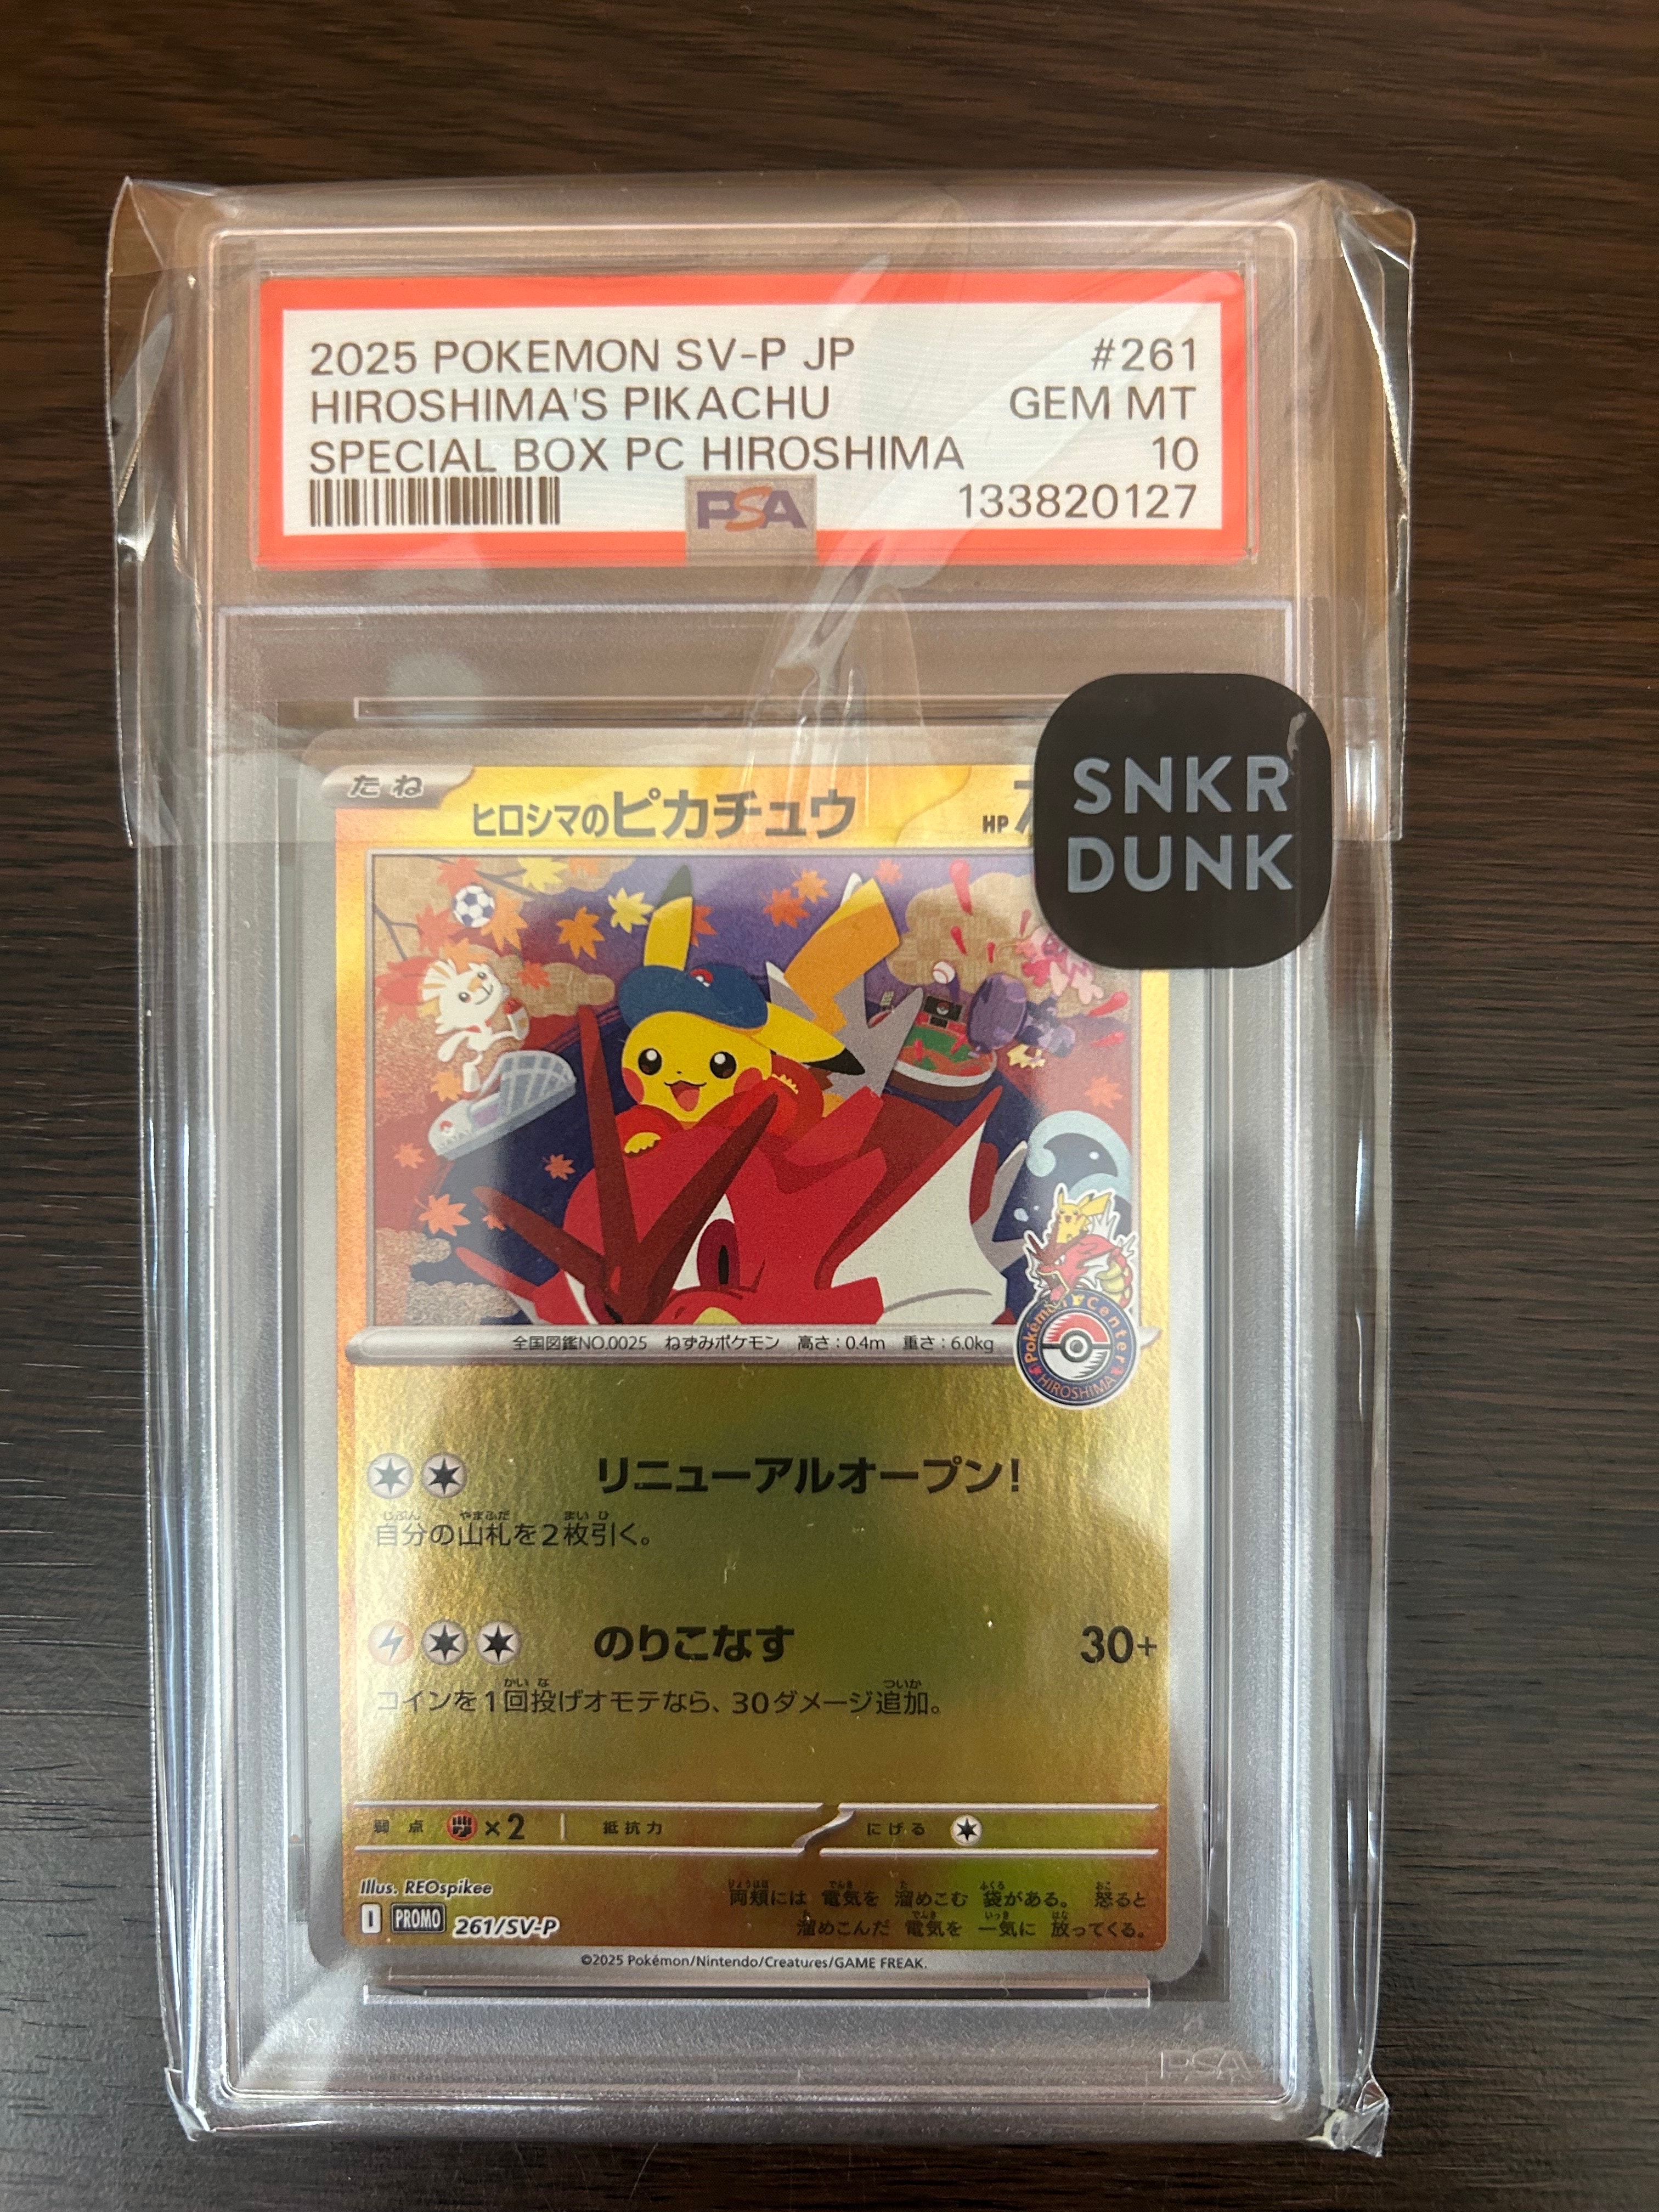 2025 POKEMON SV-P JP #261
HIROSHIMA'S PIKACHU GEM MT
SPECIAL BOX PC HIROSHIMA 10
PSA 133820127
SNKR
DUNK
たね ヒロシマのピカチュウ HP
全国図鑑NO.0025 ねずみポケモン 高さ:0.4m 重さ:6.0kg
Pokémon Center
HIROSHIMA
リニューアルオープン!
自分の山札を2枚引く。
のりこなす 30+
コインを1回投げオモテなら、30ダメージ追加。
弱点 ×2 抵抗力 にげる
Illus. REOspikee
両頬には 電気を 溜めこむ 袋がある。 怒ると
I PROMO 261/SV-P 溜めこんだ 電気を 一気に 放ってくる。
©2025 Pokémon/Nintendo/Creatures/GAME FREAK.
PSA